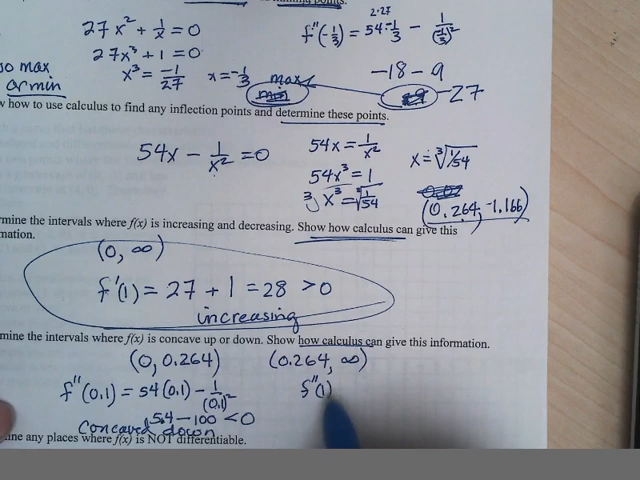 27x² + 1/x = 0
27x³ + 1 = 0
x³ = -1/27 x = -1/3
so max or min
2·27
f''(-1/3) = 54·-1/3 - 1/(-1/3)²
-18 - 9
max -27
w how to use calculus to find any inflection points and determine these points.
54x - 1/x² = 0
54x = 1/x²
54x³ = 1
³√x³ = ³√1/54
x = ³√1/54
(0.264, -1.166)
rmine the intervals where f(x) is increasing and decreasing. Show how calculus can give this
mation.
(0, ∞)
f'(1) = 27 + 1 = 28 > 0
increasing
mine the intervals where f(x) is concave up or down. Show how calculus can give this information.
(0, 0.264) (0.264, ∞)
f''(0.1) = 54(0.1) - 1/(0.1)² f''(1)
5.4 - 100 < 0
Concaved down
ine any places where f(x) is NOT differentiable.